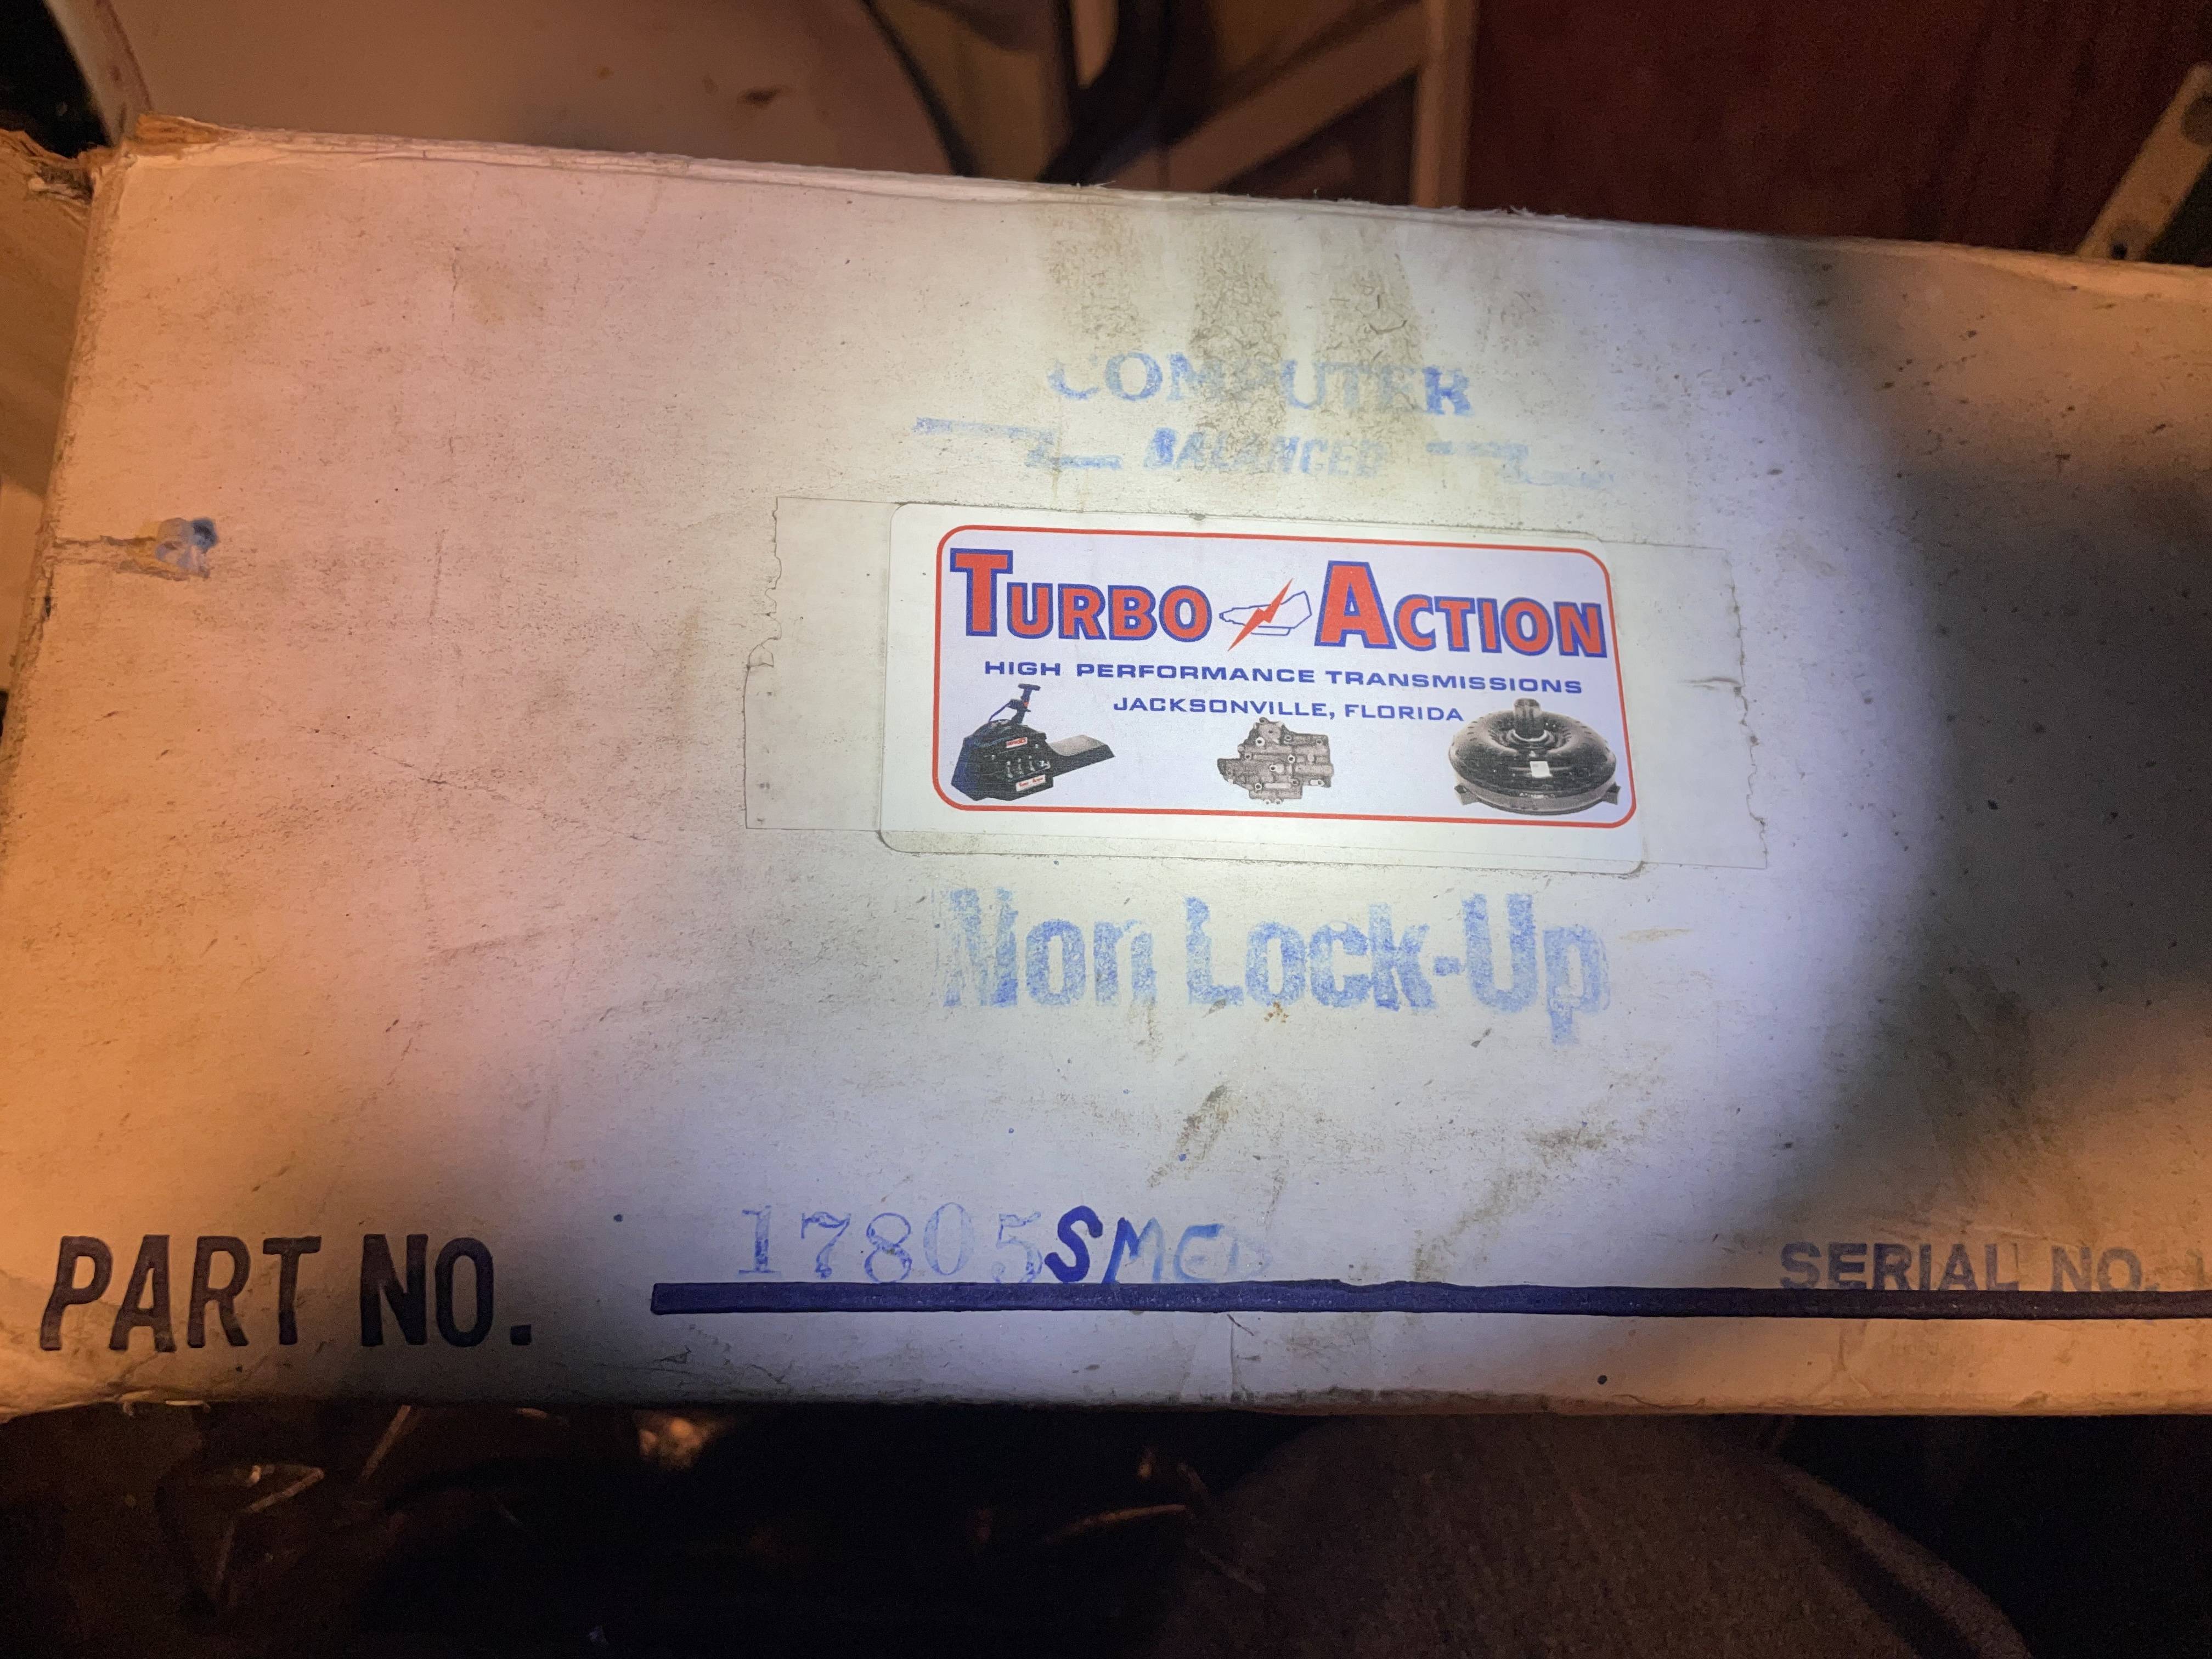 COMPUTER
BALANCED
TURBO ACTION
HIGH PERFORMANCE TRANSMISSIONS
JACKSONVILLE, FLORIDA
Non Lock-Up
PART NO. 17805S
SERIAL NO.